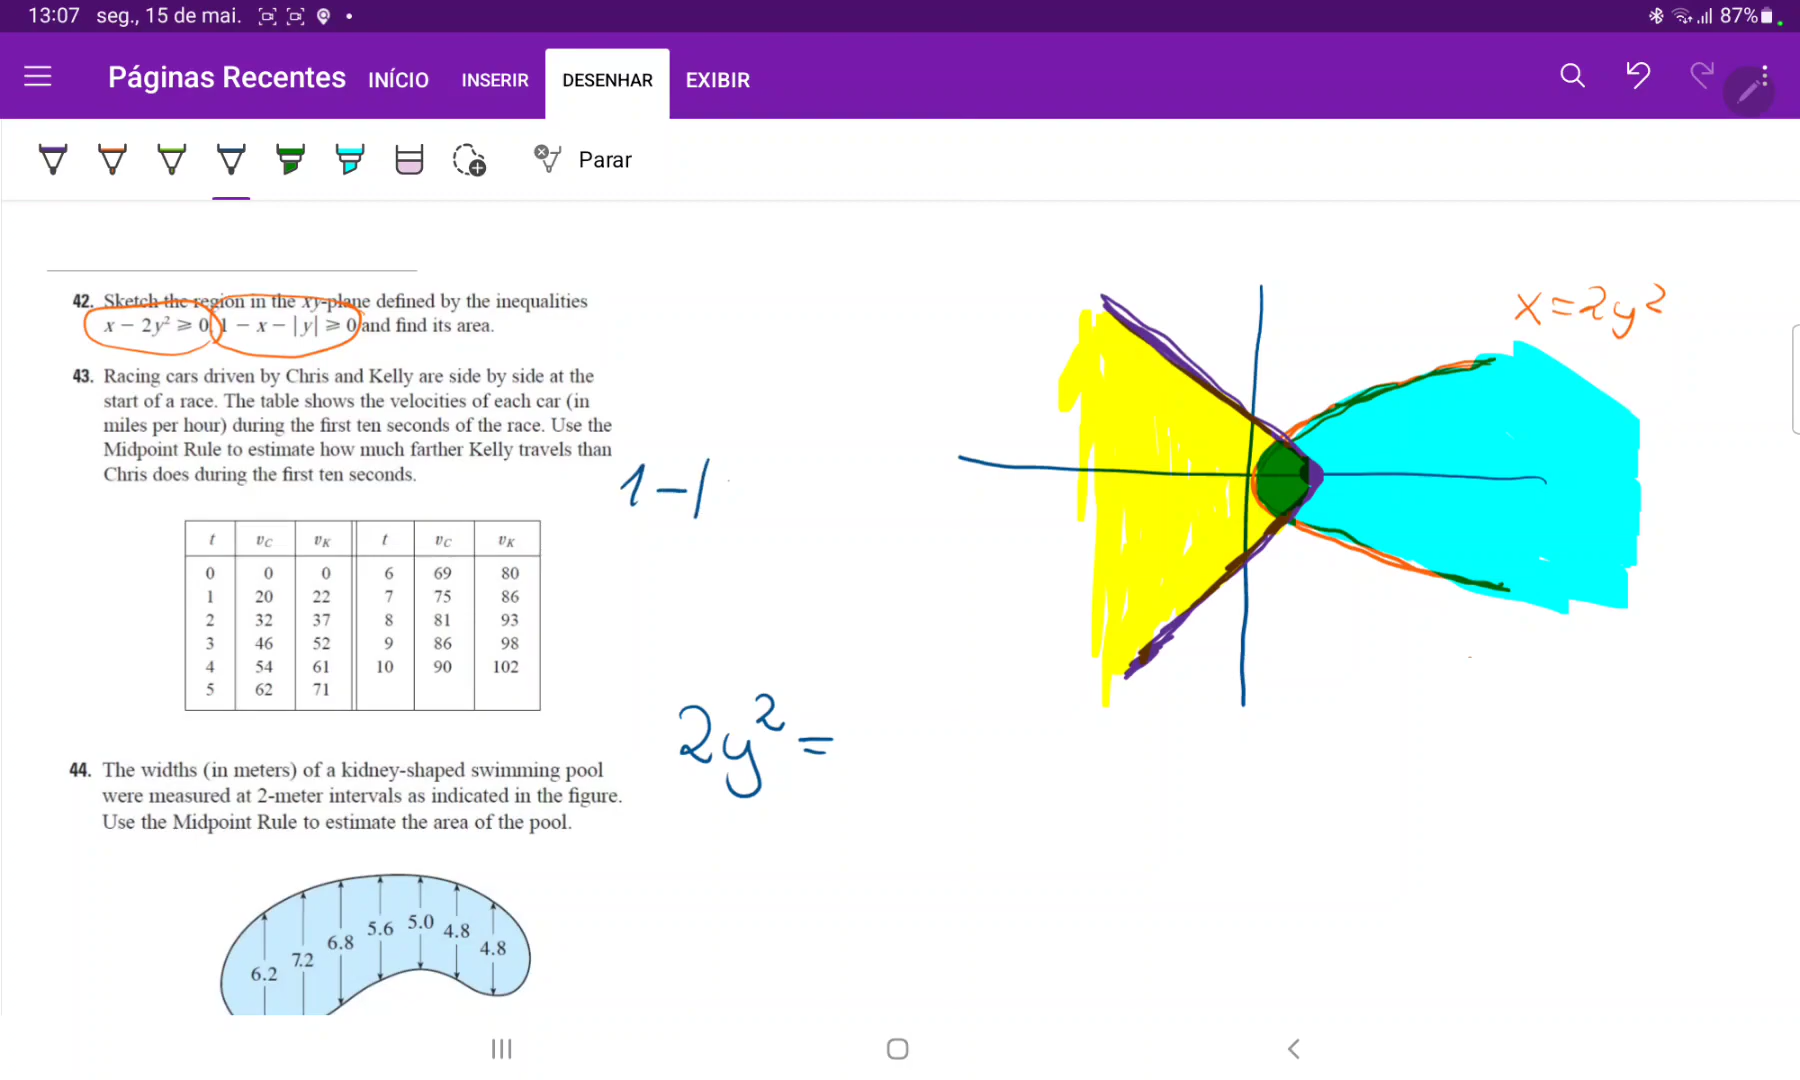 13:07 seg., 15 de mai.
87%
Páginas Recentes INÍCIO INSERIR DESENHAR EXIBIR
Parar
42. Sketch the region in the xy-plane defined by the inequalities
x − 2y² ⩾ 0, 1 − x − |y| ⩾ 0 and find its area.
x=2y²
43. Racing cars driven by Chris and Kelly are side by side at the
start of a race. The table shows the velocities of each car (in
miles per hour) during the first ten seconds of the race. Use the
Midpoint Rule to estimate how much farther Kelly travels than
Chris does during the first ten seconds.
1−|
t v_C v_K t v_C v_K
0 0 0 6 69 80
1 20 22 7 75 86
2 32 37 8 81 93
3 46 52 9 86 98
4 54 61 10 90 102
5 62 71
2y² =
44. The widths (in meters) of a kidney-shaped swimming pool
were measured at 2-meter intervals as indicated in the figure.
Use the Midpoint Rule to estimate the area of the pool.
6.2 7.2 6.8 5.6 5.0 4.8 4.8